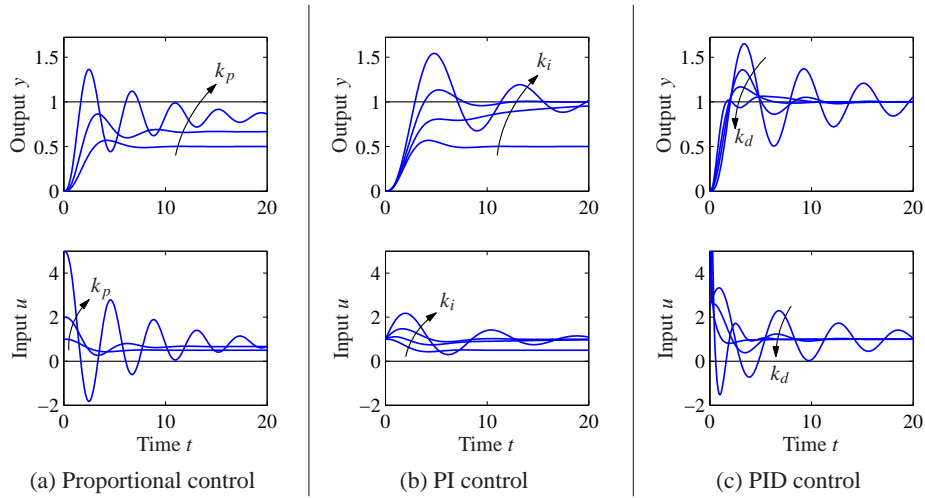 Output y
1.5
1
0.5
0
0
10
20
k_p
Input u
4
2
0
−2
0
10
20
k_p
Time t
(a) Proportional control
Output y
1.5
1
0.5
0
0
10
20
k_i
Input u
4
2
0
−2
0
10
20
k_i
Time t
(b) PI control
Output y
1.5
1
0.5
0
0
10
20
k_d
Input u
4
2
0
−2
0
10
20
k_d
Time t
(c) PID control